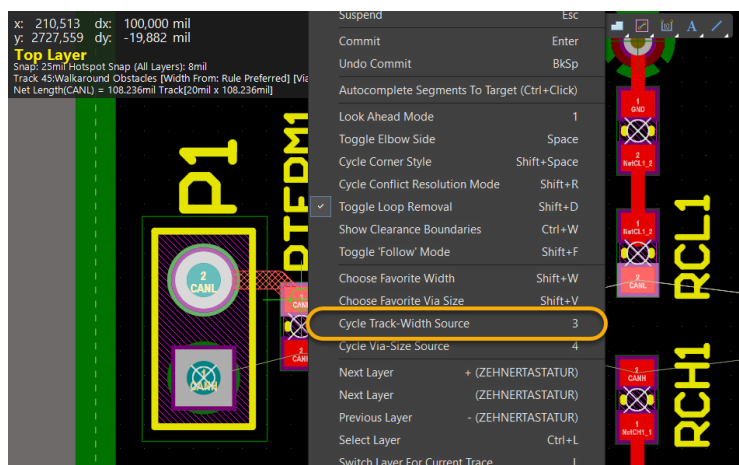 x: 210,513 dx: 100,000 mil
y: 2727,559 dy: -19,882 mil
Top Layer
Snap: 25mil Hotspot Snap (All Layers): 8mil
Track 45:Walkaround Obstacles [Width From: Rule Preferred] [Via
Net Length(CANL) = 108.236mil Track[20mil x 108.236mil]
Suspend Esc
Commit Enter
Undo Commit BkSp
Autocomplete Segments To Target (Ctrl+Click)
Look Ahead Mode 1
Toggle Elbow Side Space
Cycle Corner Style Shift+Space
Cycle Conflict Resolution Mode Shift+R
Toggle Loop Removal Shift+D
Show Clearance Boundaries Ctrl+W
Toggle 'Follow' Mode Shift+F
Choose Favorite Width Shift+W
Choose Favorite Via Size Shift+V
Cycle Track-Width Source 3
Cycle Via-Size Source 4
Next Layer + (ZEHNERTASTATUR)
Next Layer (ZEHNERTASTATUR)
Previous Layer - (ZEHNERTASTATUR)
Select Layer Ctrl+L
Switch Layer For Current Trace L
P1
2
CANL
1
CANH
1
CAN
2
CAN
A
1
GND
2
NetCL1_2
1
NetCL1_2
2
CANL
RCL1
2
CANH
1
NetCH1_1
RCH1